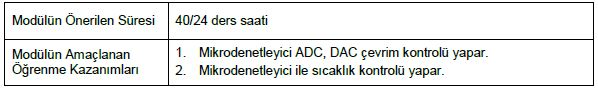 Modülün Önerilen Süresi 40/24 ders saati
Modülün Amaçlanan
Öğrenme Kazanımları
1. Mikrodenetleyici ADC, DAC çevrim kontrolü yapar.
2. Mikrodenetleyici ile sıcaklık kontrolü yapar.